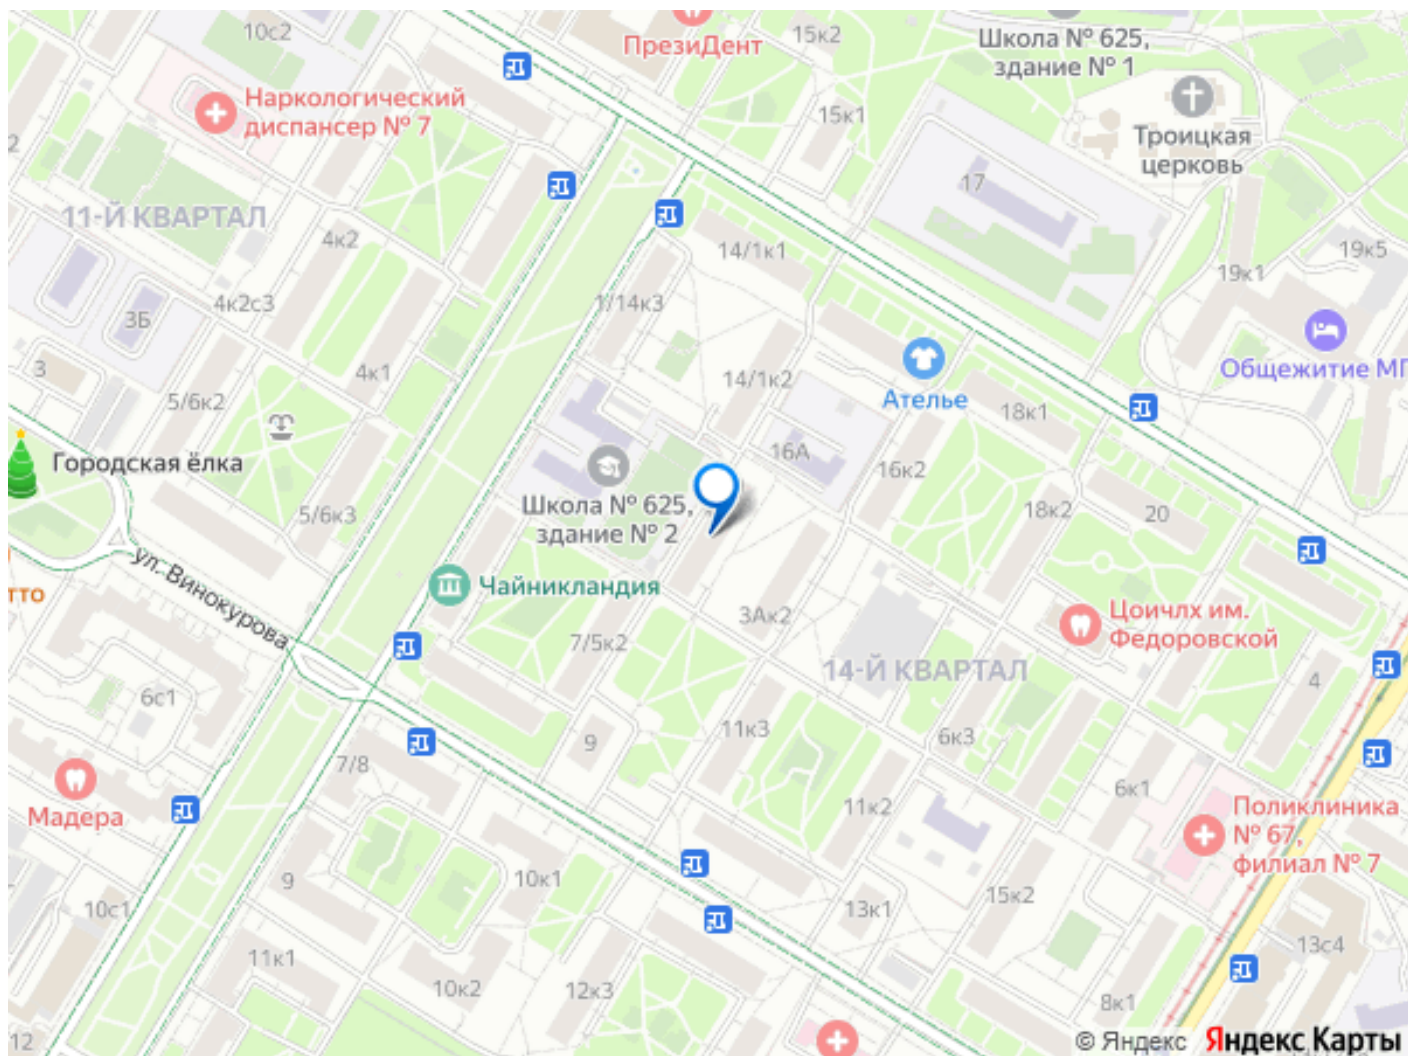 10с2
ПрезиДент
15к2
Школа № 625,
здание № 1
Наркологический
диспансер № 7
15к1
Троицкая
церковь
2
17
11-Й КВАРТАЛ
4к2
14/1к1
19к5
19к1
4к2с3
1/14к3
3Б
3
4к1
14/1к2
Общежитие МГ
5/6к2
Ателье
18к1
Городская ёлка
16А
16к2
5/6к3
Школа № 625,
здание № 2
18к2
20
ул. Винокурова
тто
Чайникландия
3Ак2
Цоичлх им.
Федоровской
7/5к2
14-Й КВАРТАЛ
4
6с1
11к3
6к3
9
7/8
6к1
Мадера
11к2
Поликлиника
№ 67,
филиал № 7
9
10к1
15к2
10с1
13к1
13с4
11к1
10к2
12к3
8к1
12
© Яндекс Яндекс Карты